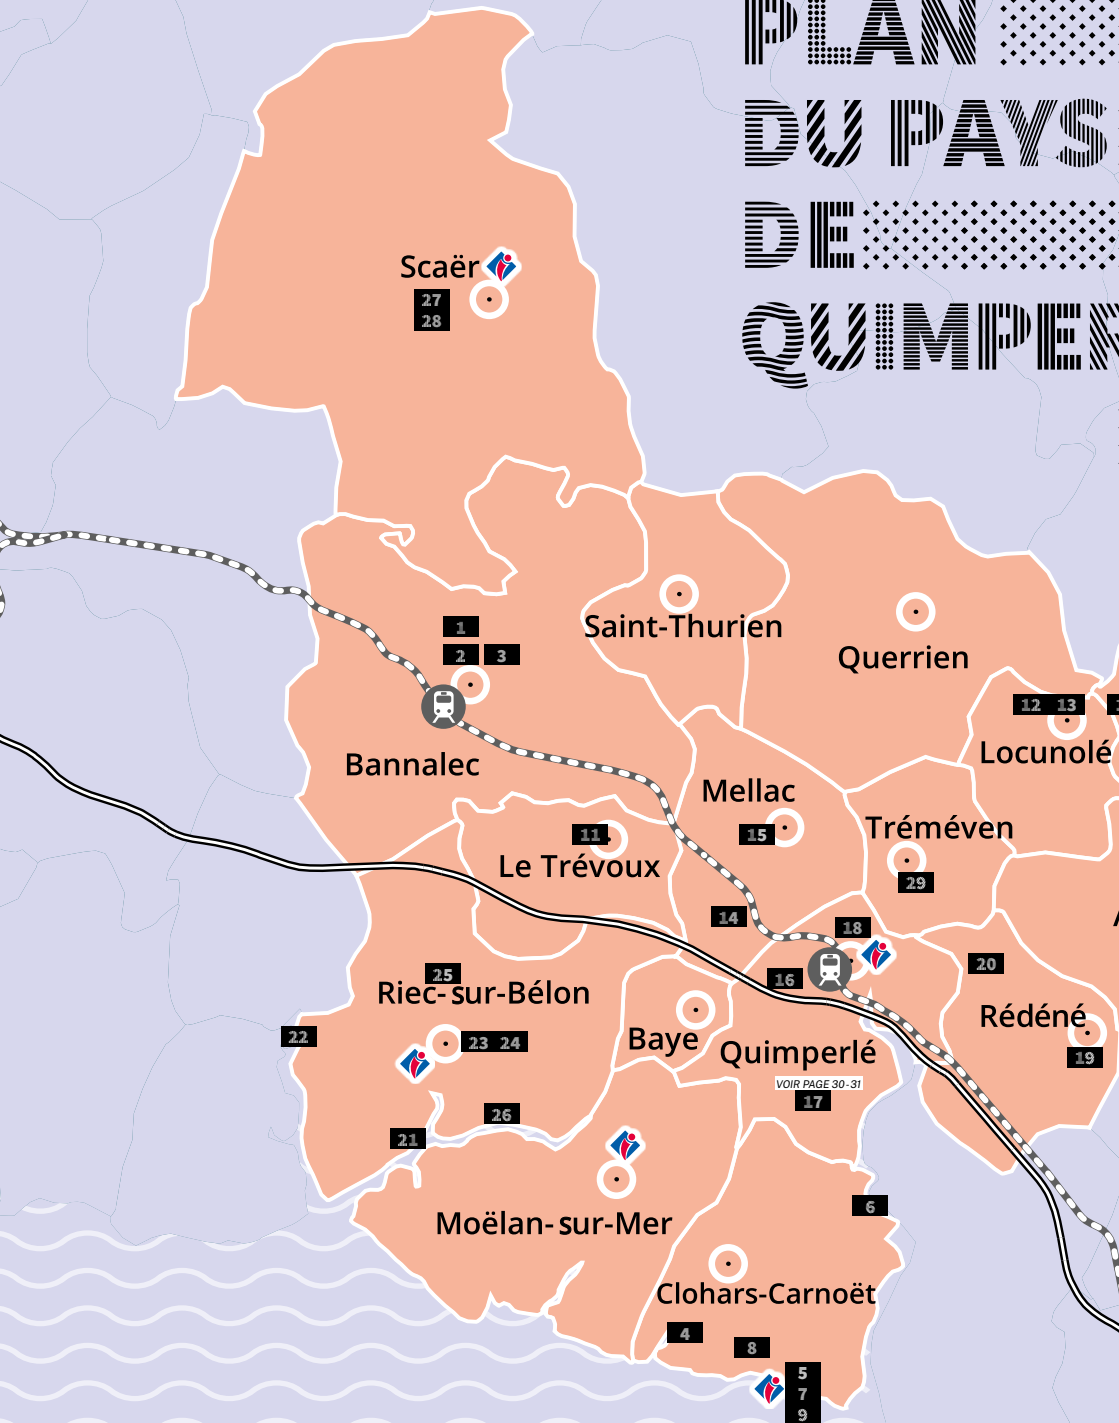 PLAN
DU PAYS
DE
Scaër
27
28
1
2 3
Saint-Thurien
Querrien
12 13
Locunolé
Bannalec
Mellac
15
11
Le Trévoux
Tréméven
29
14
18
16
20
25
Riec-sur-Bélon
22
23 24
Baye
Quimperlé
VOIR PAGE 30-31
17
Rédéné
19
26
21
Moëlan-sur-Mer
6
Clohars-Carnoët
4
8
5
7
9